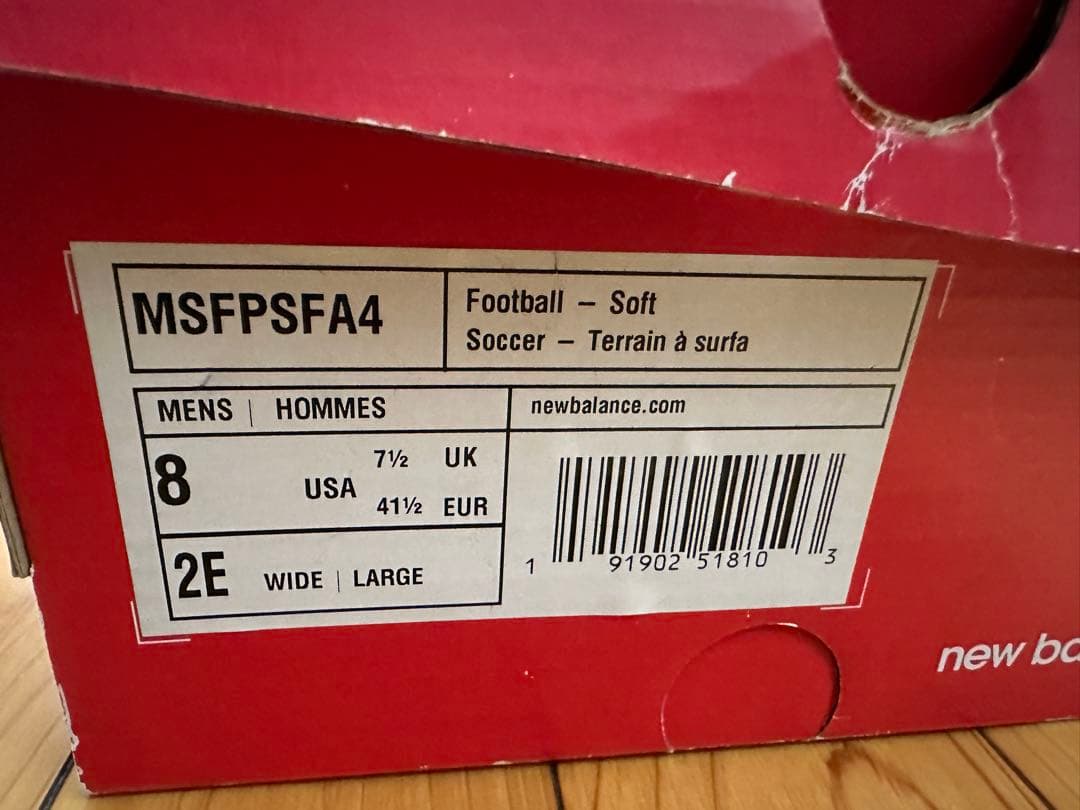 MSFPSFA4
Football – Soft
Soccer – Terrain à surfa
MENS | HOMMES
newbalance.com
8 USA
7½ UK
41½ EUR
2E WIDE | LARGE
1 91902 51810 3
new ba